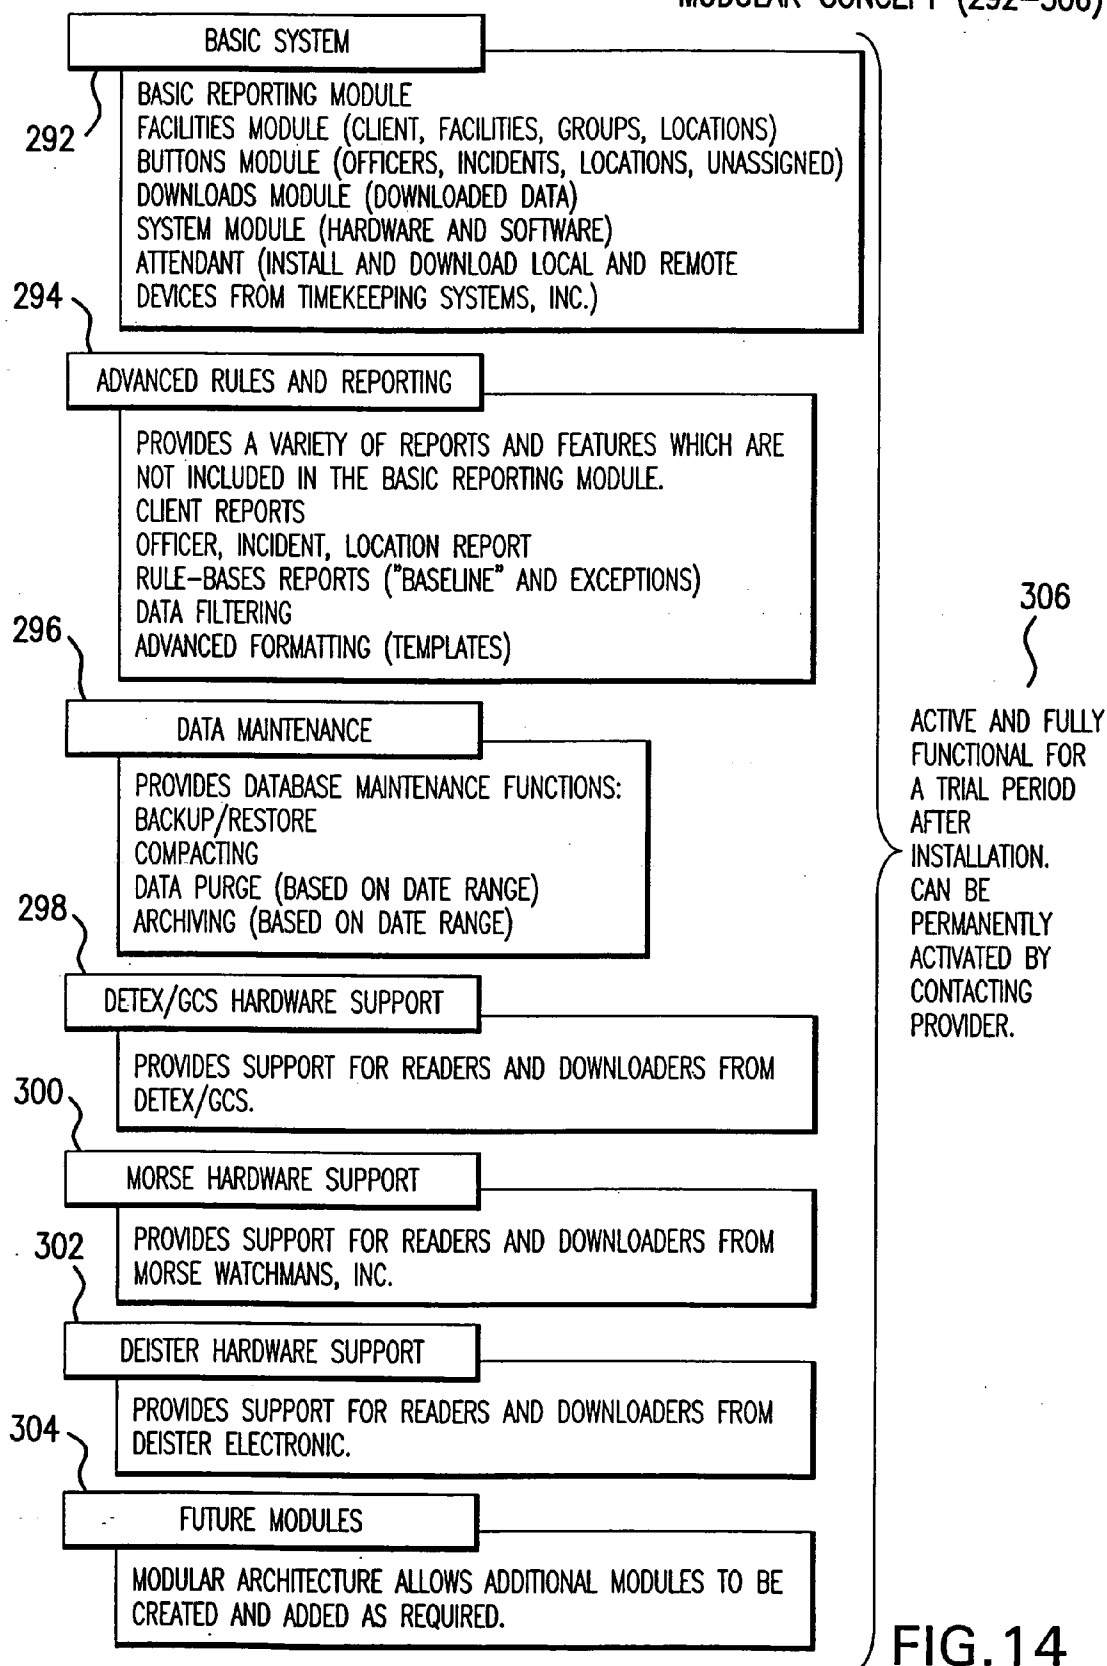 MODULAR CONCEPT (292-306)
BASIC SYSTEM
292
BASIC REPORTING MODULE
FACILITIES MODULE (CLIENT, FACILITIES, GROUPS, LOCATIONS)
BUTTONS MODULE (OFFICERS, INCIDENTS, LOCATIONS, UNASSIGNED)
DOWNLOADS MODULE (DOWNLOADED DATA)
SYSTEM MODULE (HARDWARE AND SOFTWARE)
ATTENDANT (INSTALL AND DOWNLOAD LOCAL AND REMOTE
DEVICES FROM TIMEKEEPING SYSTEMS, INC.)
294
ADVANCED RULES AND REPORTING
PROVIDES A VARIETY OF REPORTS AND FEATURES WHICH ARE
NOT INCLUDED IN THE BASIC REPORTING MODULE.
CLIENT REPORTS
OFFICER, INCIDENT, LOCATION REPORT
RULE-BASES REPORTS ("BASELINE" AND EXCEPTIONS)
DATA FILTERING
ADVANCED FORMATTING (TEMPLATES)
296
DATA MAINTENANCE
PROVIDES DATABASE MAINTENANCE FUNCTIONS:
BACKUP/RESTORE
COMPACTING
DATA PURGE (BASED ON DATE RANGE)
ARCHIVING (BASED ON DATE RANGE)
298
DETEX/GCS HARDWARE SUPPORT
PROVIDES SUPPORT FOR READERS AND DOWNLOADERS FROM
DETEX/GCS.
300
MORSE HARDWARE SUPPORT
PROVIDES SUPPORT FOR READERS AND DOWNLOADERS FROM
MORSE WATCHMANS, INC.
302
DEISTER HARDWARE SUPPORT
PROVIDES SUPPORT FOR READERS AND DOWNLOADERS FROM
DEISTER ELECTRONIC.
304
FUTURE MODULES
MODULAR ARCHITECTURE ALLOWS ADDITIONAL MODULES TO BE
CREATED AND ADDED AS REQUIRED.
306
ACTIVE AND FULLY
FUNCTIONAL FOR
A TRIAL PERIOD
AFTER
INSTALLATION.
CAN BE
PERMANENTLY
ACTIVATED BY
CONTACTING
PROVIDER.
FIG.14